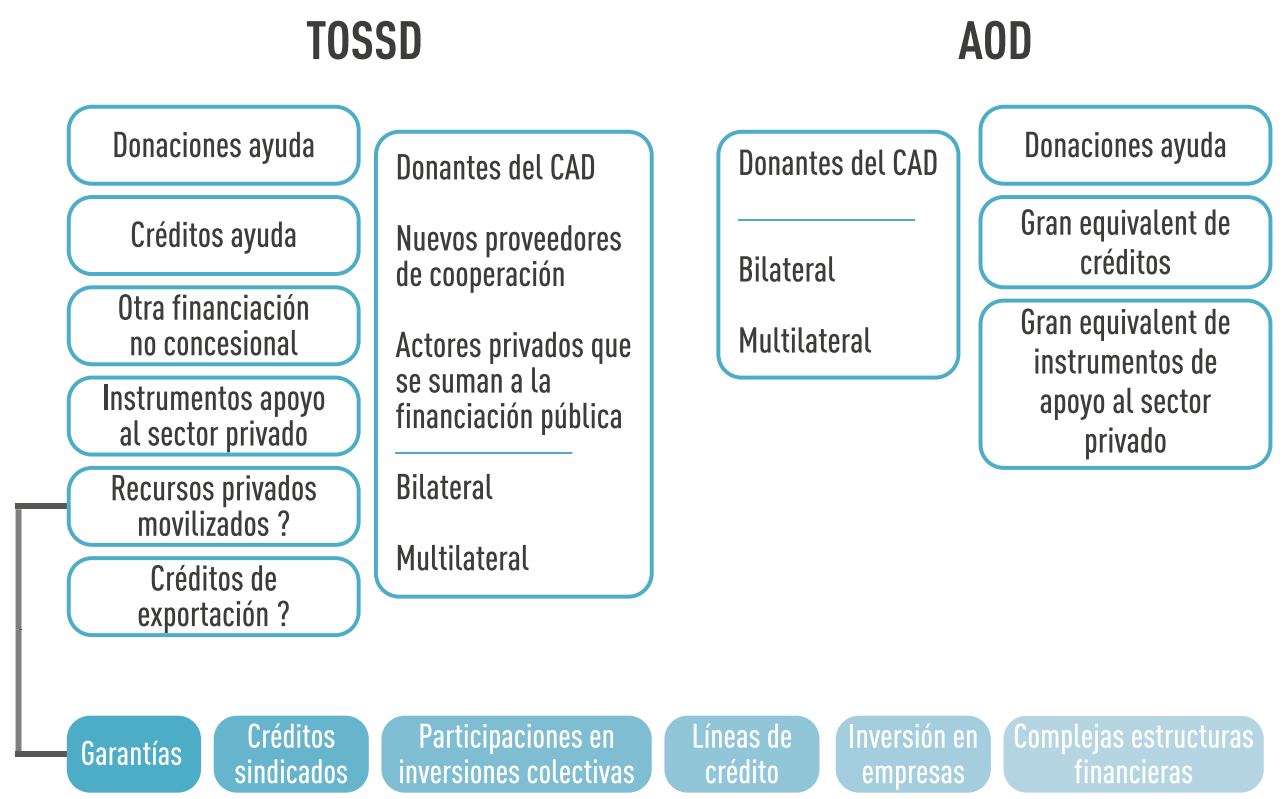 TOSSD
Donaciones ayuda
Créditos ayuda
Otra financiación
no concesional
Instrumentos apoyo
al sector privado
Recursos privados
movilizados ?
Créditos de
exportación ?
Donantes del CAD
Nuevos proveedores
de cooperación
Actores privados que
se suman a la
financiación pública
Bilateral
Multilateral
AOD
Donantes del CAD
Bilateral
Multilateral
Donaciones ayuda
Gran equivalent de
créditos
Gran equivalent de
instrumentos de
apoyo al sector
privado
Garantías
Créditos
sindicados
Participaciones en
inversiones colectivas
Líneas de
crédito
Inversión en
empresas
Complejas estructuras
financieras